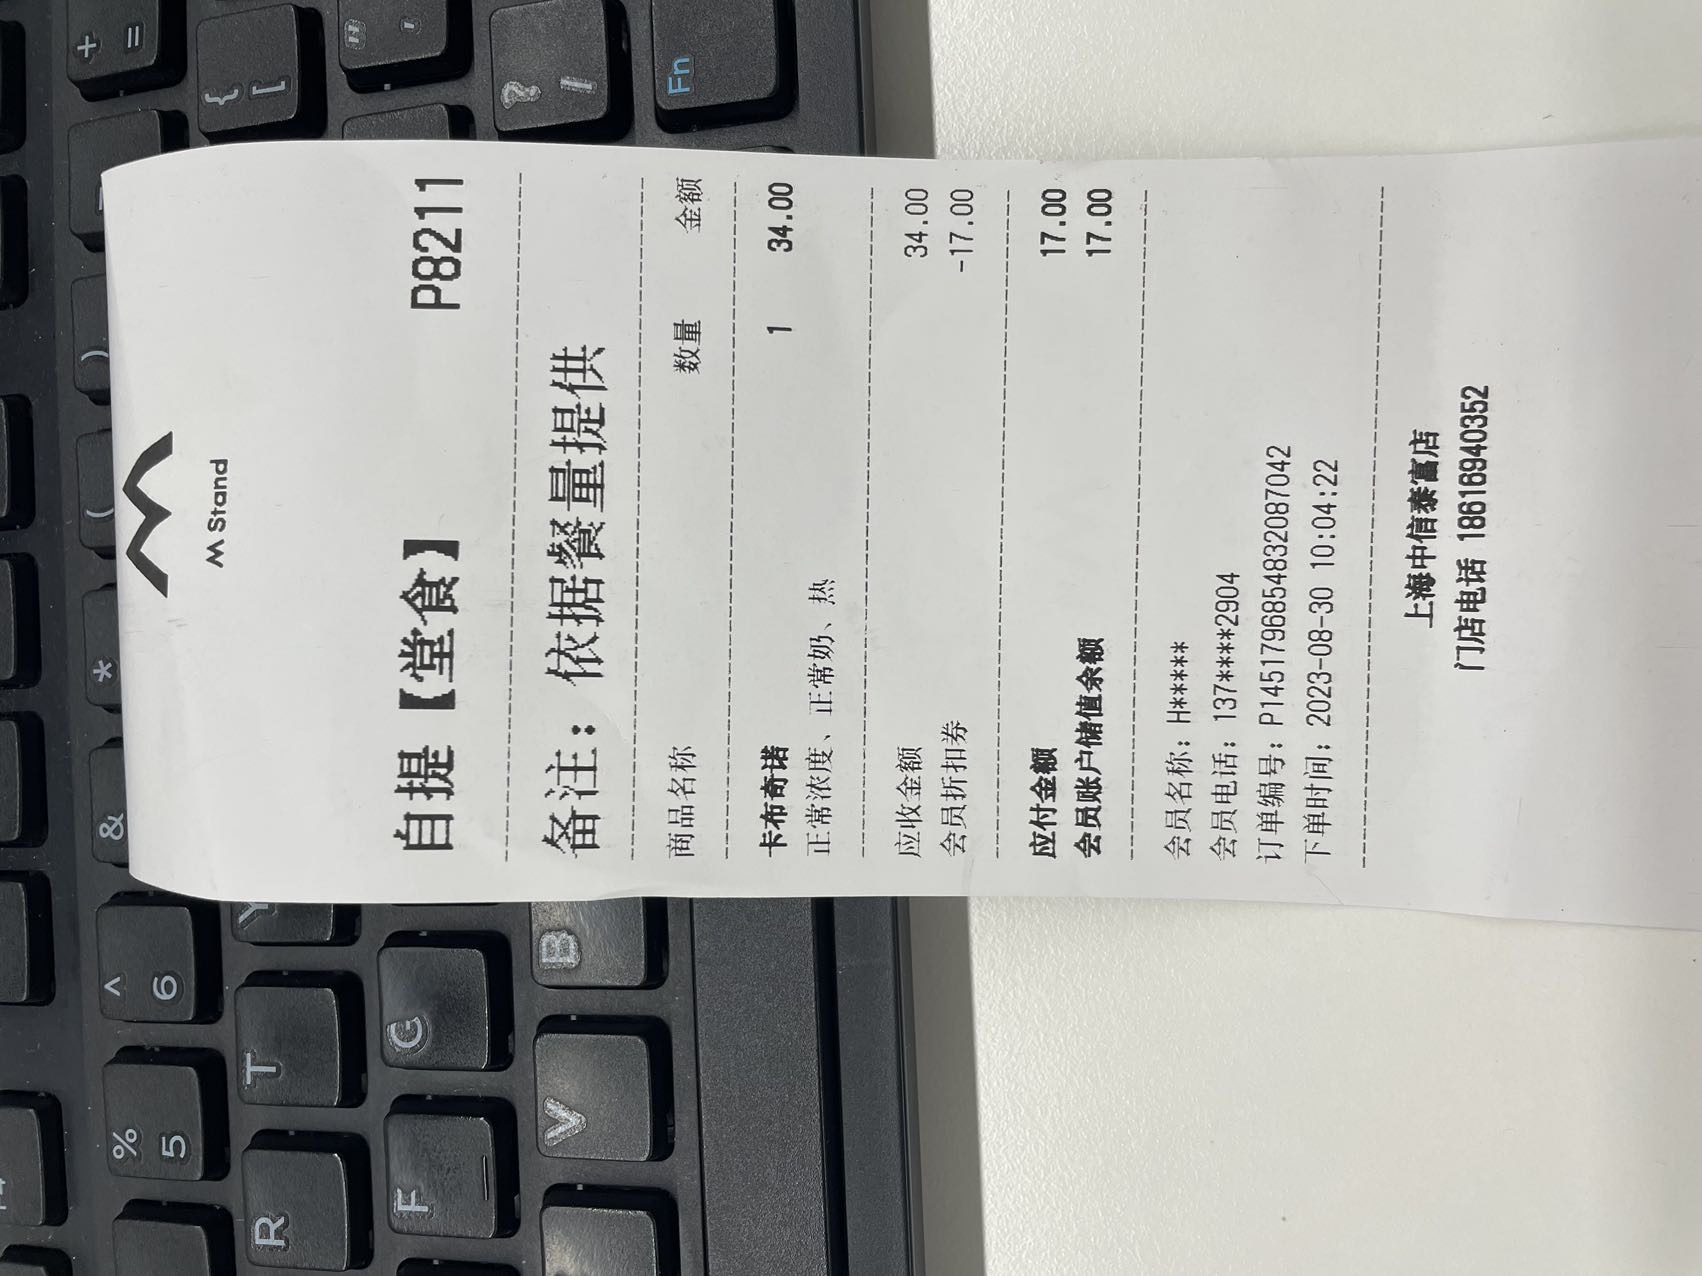 M Stand
自提【堂食】 P8211
备注：依据餐量提供
商品名称 数量 金额
卡布奇诺 1 34.00
正常浓度、正常奶、热
应收金额 34.00
会员折扣券 -17.00
应付金额 17.00
会员账户储值余额 17.00
会员名称：H*****
会员电话：137****2904
订单编号：P1451796854832087042
下单时间：2023-08-30 10:04:22
上海中信泰富店
门店电话 18616940352
+ =
{ [
" '
? /
Fn
)
(
*
&
^ 6
% 5
Y
T
R
G
F
B
V
F4